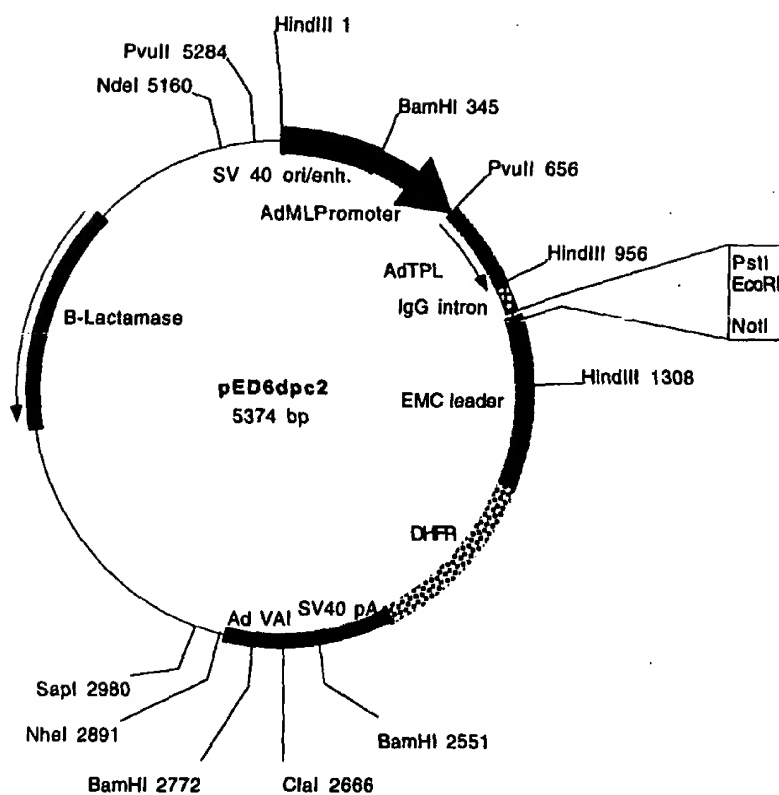 HindIII 1
PvuII 5284
NdeI 5160
BamHI 345
SV 40 ori/enh.
PvuII 656
AdMLPromoter
HindIII 956
AdTPL
PstI
EcoRI
IgG intron
B-Lactamase
NotI
pED6dpc2
5374 bp
HindIII 1308
EMC leader
DHFR
SV40 pA
Ad VAI
SapI 2980
NheI 2891
BamHI 2551
BamHI 2772
ClaI 2666